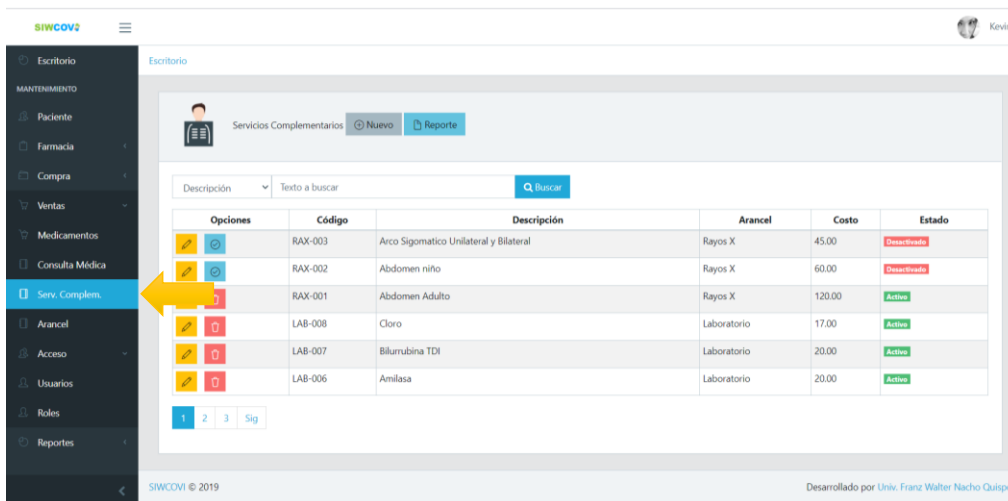 SIWCOVI
Kevin
Escritorio
Escritorio
MANTENIMIENTO
Paciente
Farmacia
Compra
Ventas
Medicamentos
Consulta Médica
Serv. Complem.
Arancel
Acceso
Usuarios
Roles
Reportes
Servicios Complementarios Nuevo Reporte
Descripción Texto a buscar Buscar
Opciones Código Descripción Arancel Costo Estado
RAX-003 Arco Sigomatico Unilateral y Bilateral Rayos X 45.00 Desactivado
RAX-002 Abdomen niño Rayos X 60.00 Desactivado
RAX-001 Abdomen Adulto Rayos X 120.00 Activo
LAB-008 Cloro Laboratorio 17.00 Activo
LAB-007 Bilurrubina TDI Laboratorio 20.00 Activo
LAB-006 Amilasa Laboratorio 20.00 Activo
1 2 3 Sig
SIWCOVI © 2019
Desarrollado por Univ. Franz Walter Nacho Quispe